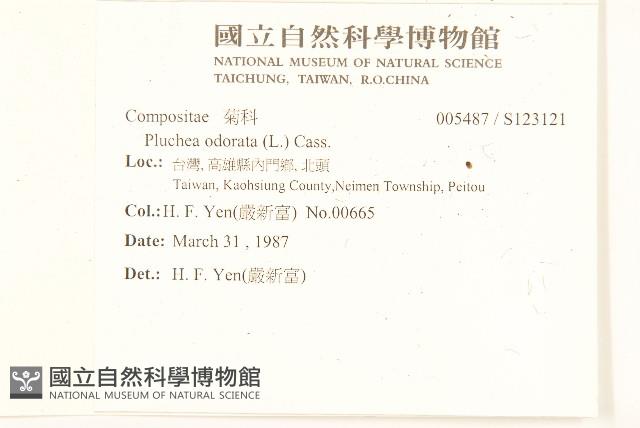 國立自然科學博物館
NATIONAL MUSEUM OF NATURAL SCIENCE
TAICHUNG, TAIWAN, R.O.CHINA
Compositae 菊科 005487 / S123121
Pluchea odorata (L.) Cass.
Loc.: 台灣, 高雄縣內門鄉, 北頭
Taiwan, Kaohsiung County,Neimen Township, Peitou
Col.: H. F. Yen(嚴新富) No.00665
Date: March 31 , 1987
Det.: H. F. Yen(嚴新富)
國立自然科學博物館
NATIONAL MUSEUM OF NATURAL SCIENCE